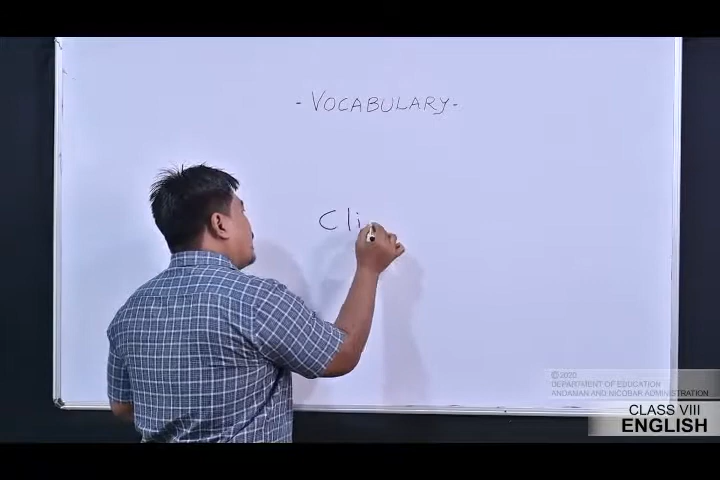 - VOCABULARY -
Cli
© 2020
DEPARTMENT OF EDUCATION
ANDAMAN AND NICOBAR ADMINISTRATION
CLASS VIII
ENGLISH